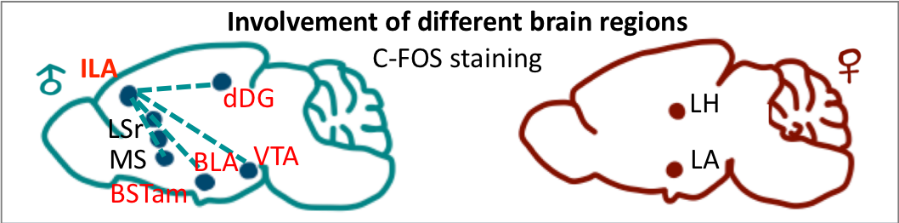 Involvement of different brain regions
C-FOS staining
♂
ILA
dDG
LSr
MS
BLA
VTA
BSTam
♀
LH
LA